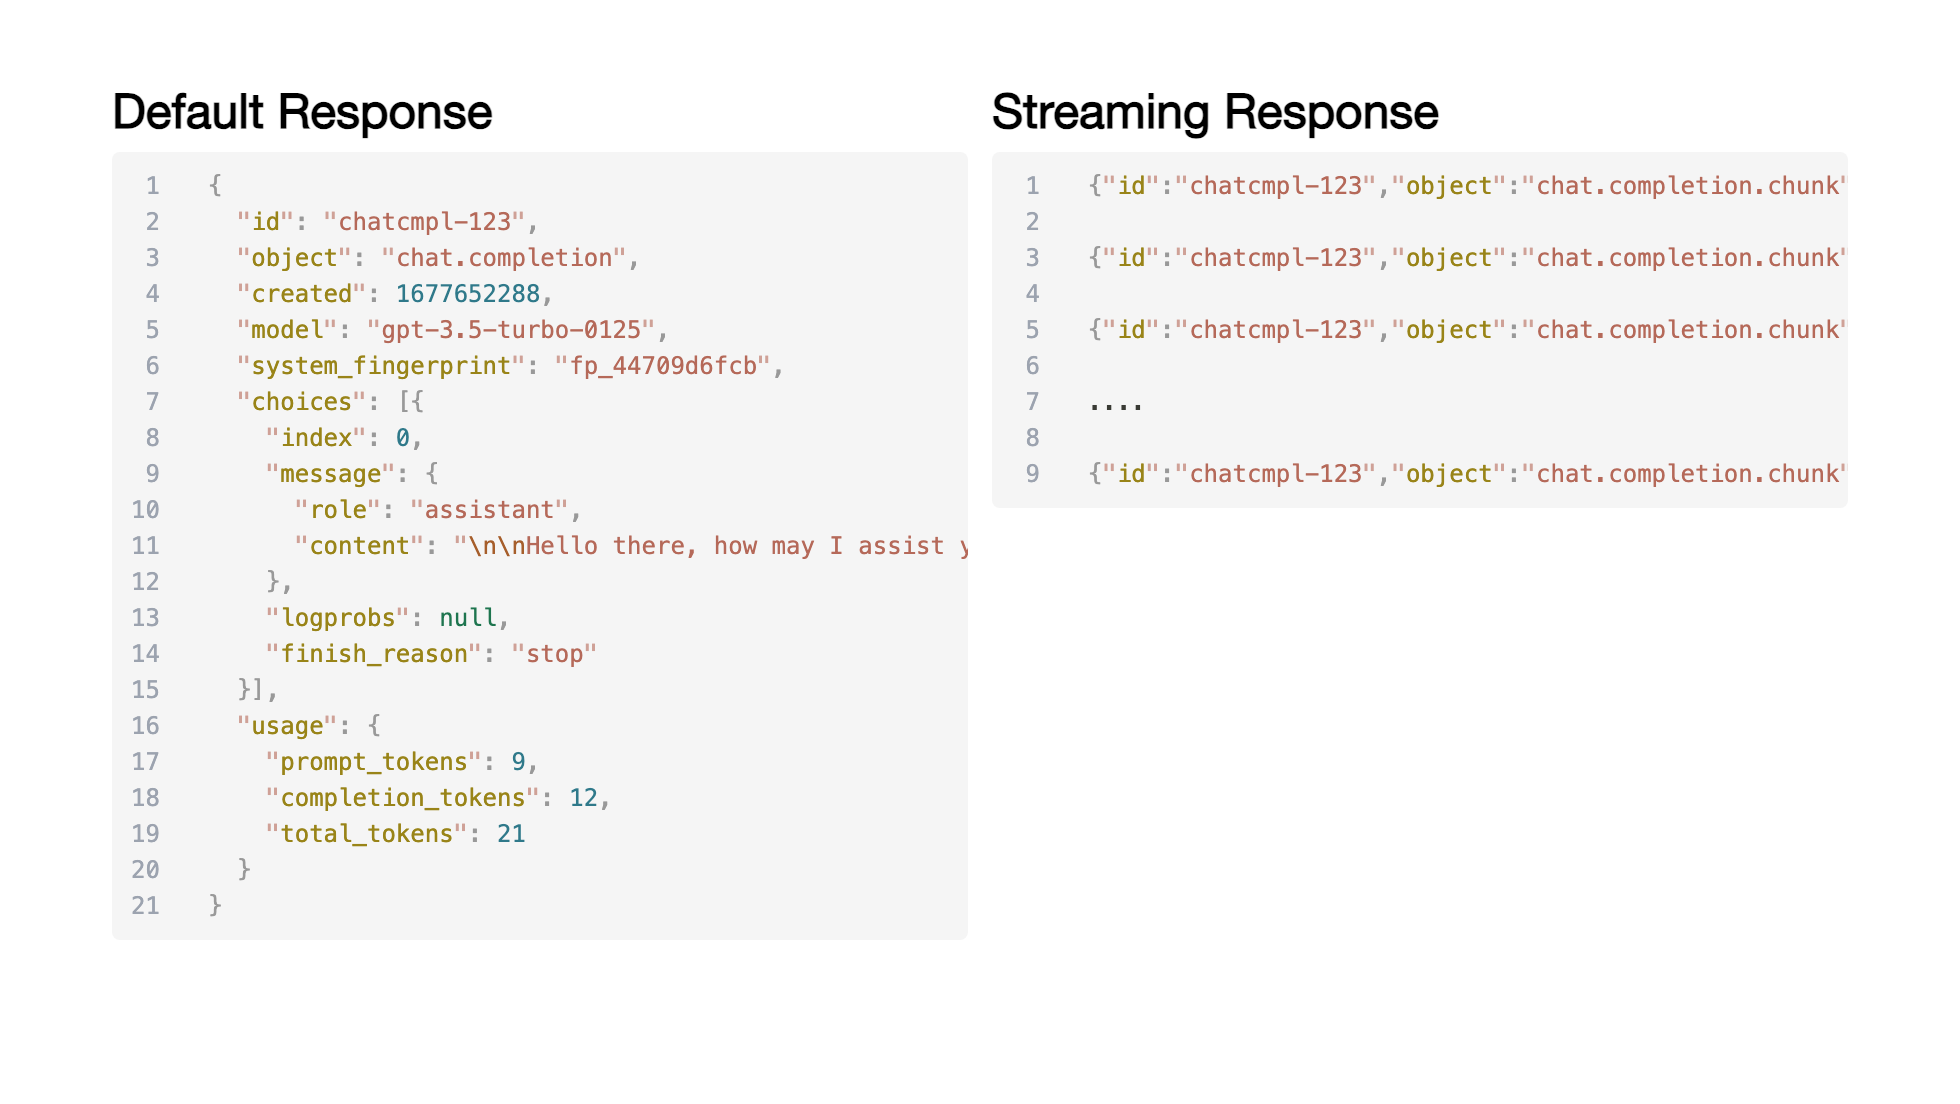 Default Response
1 {
2   "id": "chatcmpl-123",
3   "object": "chat.completion",
4   "created": 1677652288,
5   "model": "gpt-3.5-turbo-0125",
6   "system_fingerprint": "fp_44709d6fcb",
7   "choices": [{
8     "index": 0,
9     "message": {
10       "role": "assistant",
11       "content": "\n\nHello there, how may I assist
12     },
13     "logprobs": null,
14     "finish_reason": "stop"
15   }],
16   "usage": {
17     "prompt_tokens": 9,
18     "completion_tokens": 12,
19     "total_tokens": 21
20   }
21 }
Streaming Response
1 {"id":"chatcmpl-123","object":"chat.completion.chunk"
2
3 {"id":"chatcmpl-123","object":"chat.completion.chunk"
4
5 {"id":"chatcmpl-123","object":"chat.completion.chunk"
6
7 ....
8
9 {"id":"chatcmpl-123","object":"chat.completion.chunk"